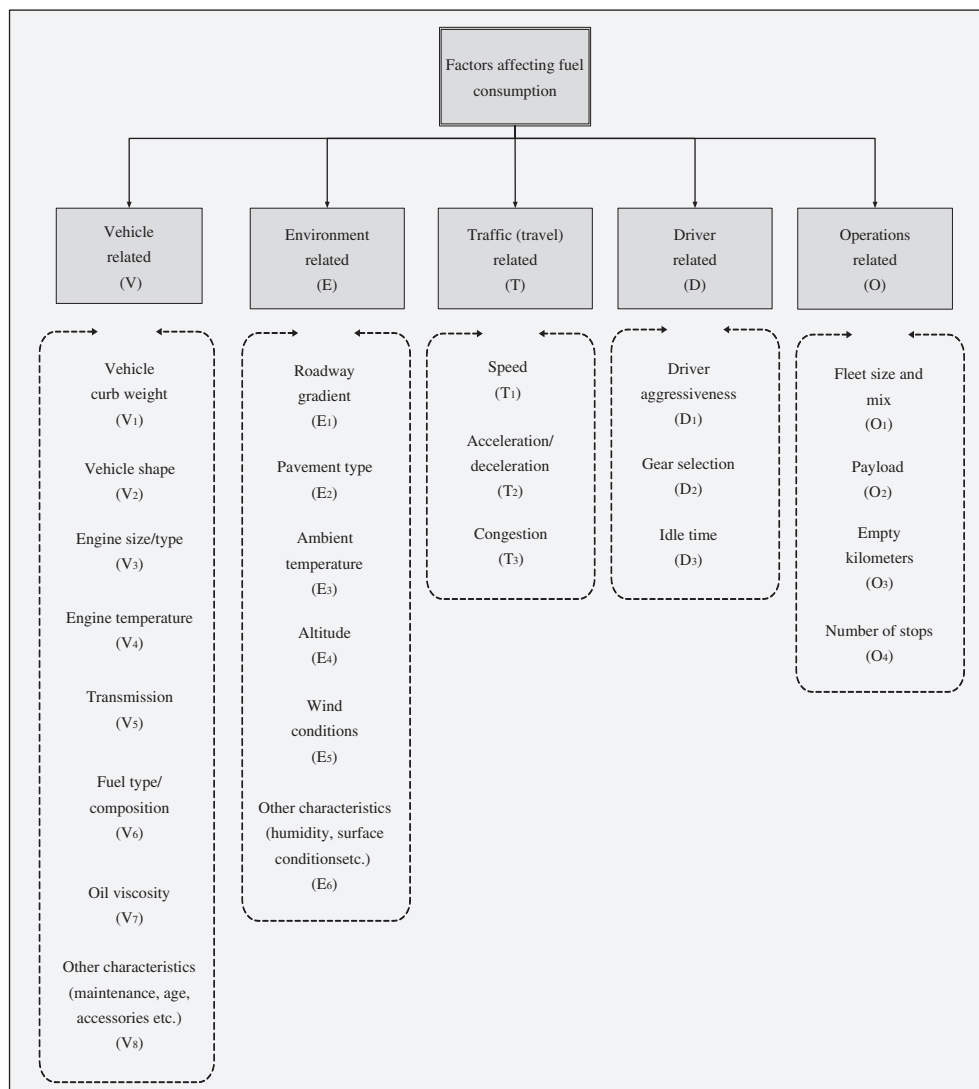 Factors affecting fuel
consumption
Vehicle
related
(V)
Environment
related
(E)
Traffic (travel)
related
(T)
Driver
related
(D)
Operations
related
(O)
Vehicle
curb weight
(V1)
Vehicle shape
(V2)
Engine size/type
(V3)
Engine temperature
(V4)
Transmission
(V5)
Fuel type/
composition
(V6)
Oil viscosity
(V7)
Other characteristics
(maintenance, age,
accessories etc.)
(V8)
Roadway
gradient
(E1)
Pavement type
(E2)
Ambient
temperature
(E3)
Altitude
(E4)
Wind
conditions
(E5)
Other characteristics
(humidity, surface
conditionsetc.)
(E6)
Speed
(T1)
Acceleration/
deceleration
(T2)
Congestion
(T3)
Driver
aggressiveness
(D1)
Gear selection
(D2)
Idle time
(D3)
Fleet size and
mix
(O1)
Payload
(O2)
Empty
kilometers
(O3)
Number of stops
(O4)